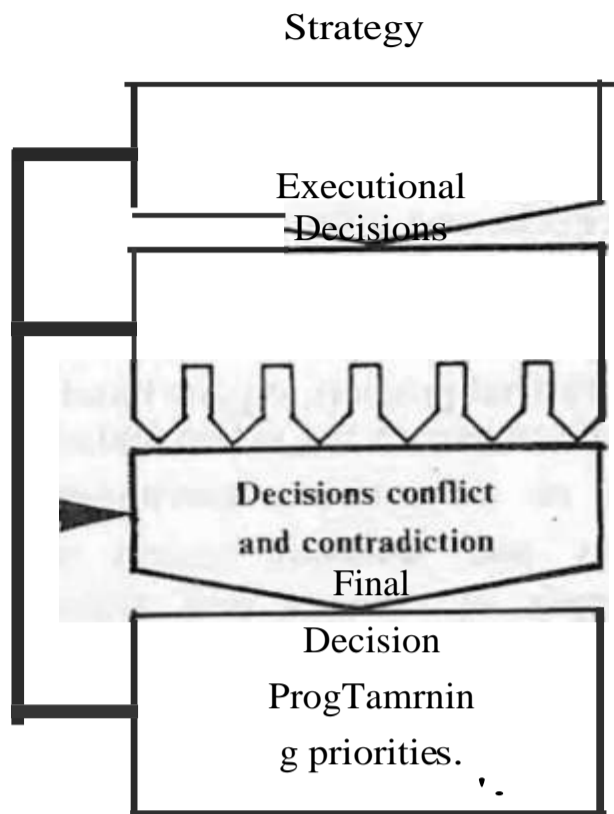 Strategy
Executional
Decisions
Decisions conflict
and contradiction
Final
Decision
ProgTamrnin
g priorities.